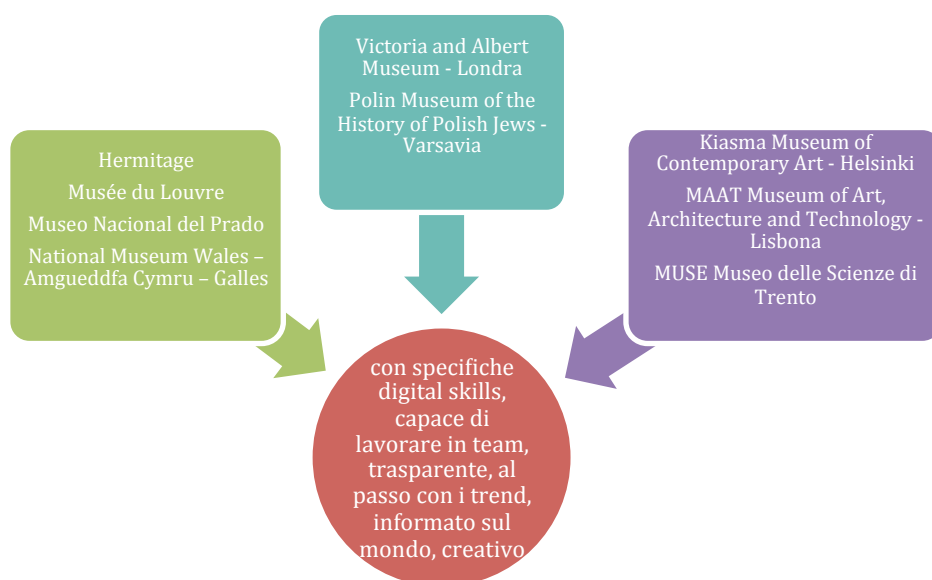 Victoria and Albert
Museum - Londra
Polin Museum of the
History of Polish Jews -
Varsavia
Hermitage
Musée du Louvre
Museo Nacional del Prado
National Museum Wales –
Amgueddfa Cymru – Galles
Kiasma Museum of
Contemporary Art - Helsinki
MAAT Museum of Art,
Architecture and Technology -
Lisbona
MUSE Museo delle Scienze di
Trento
con specifiche
digital skills,
capace di
lavorare in team,
trasparente, al
passo con i trend,
informato sul
mondo, creativo